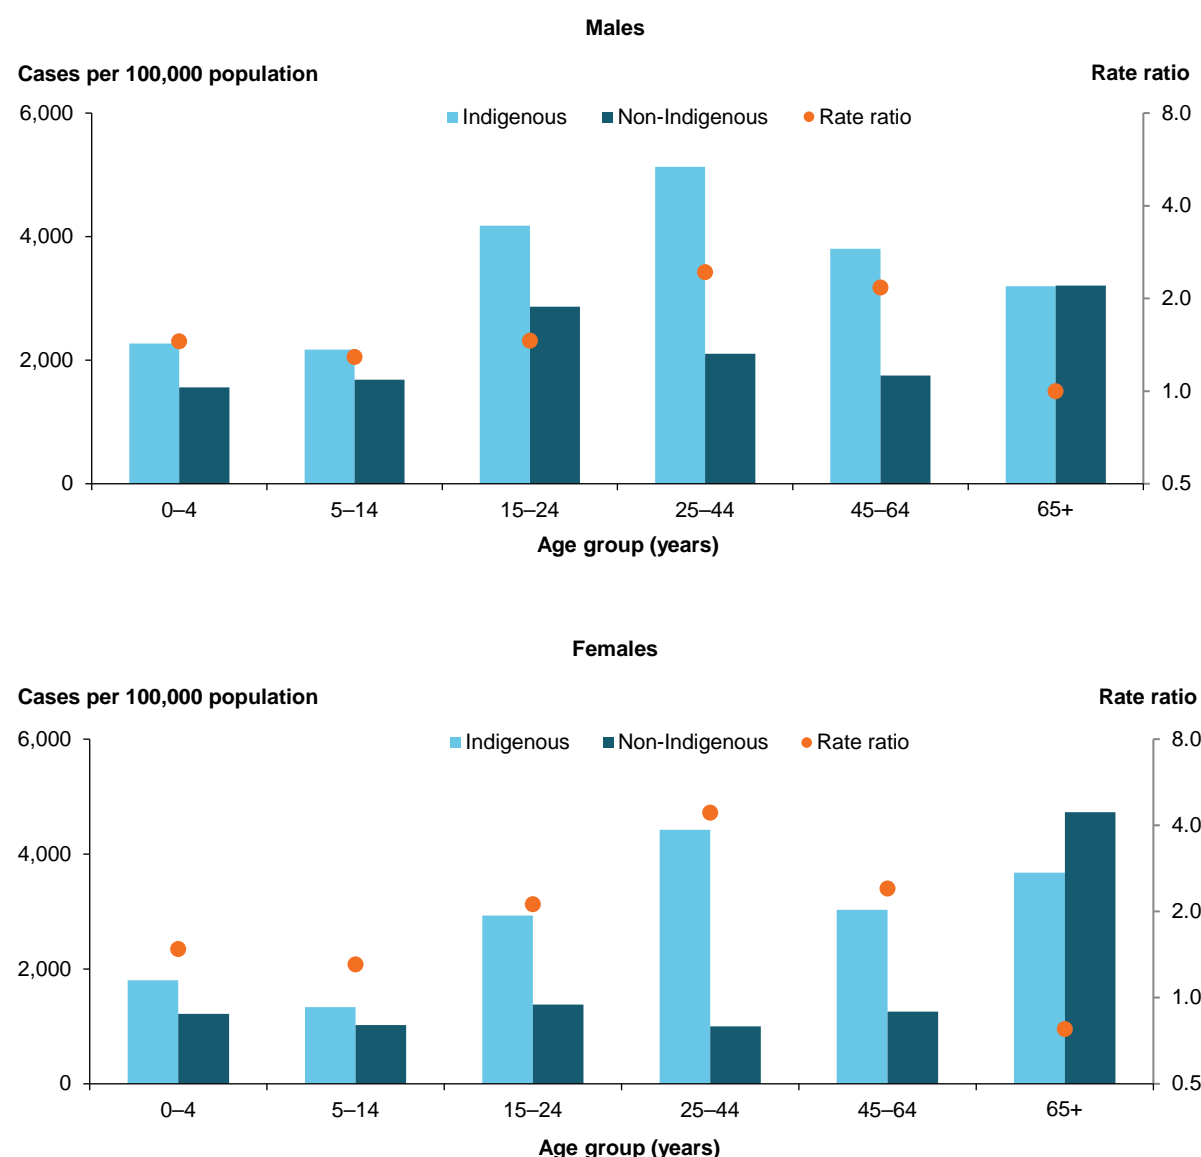 Males
Cases per 100,000 population Rate ratio
6,000 Indigenous Non-Indigenous Rate ratio 8.0
4.0
4,000
2.0
2,000
1.0
0 0.5
0–4 5–14 15–24 25–44 45–64 65+
Age group (years)
Females
Cases per 100,000 population Rate ratio
6,000 Indigenous Non-Indigenous Rate ratio 8.0
4.0
4,000
2.0
2,000
1.0
0 0.5
0–4 5–14 15–24 25–44 45–64 65+
Age group (years)